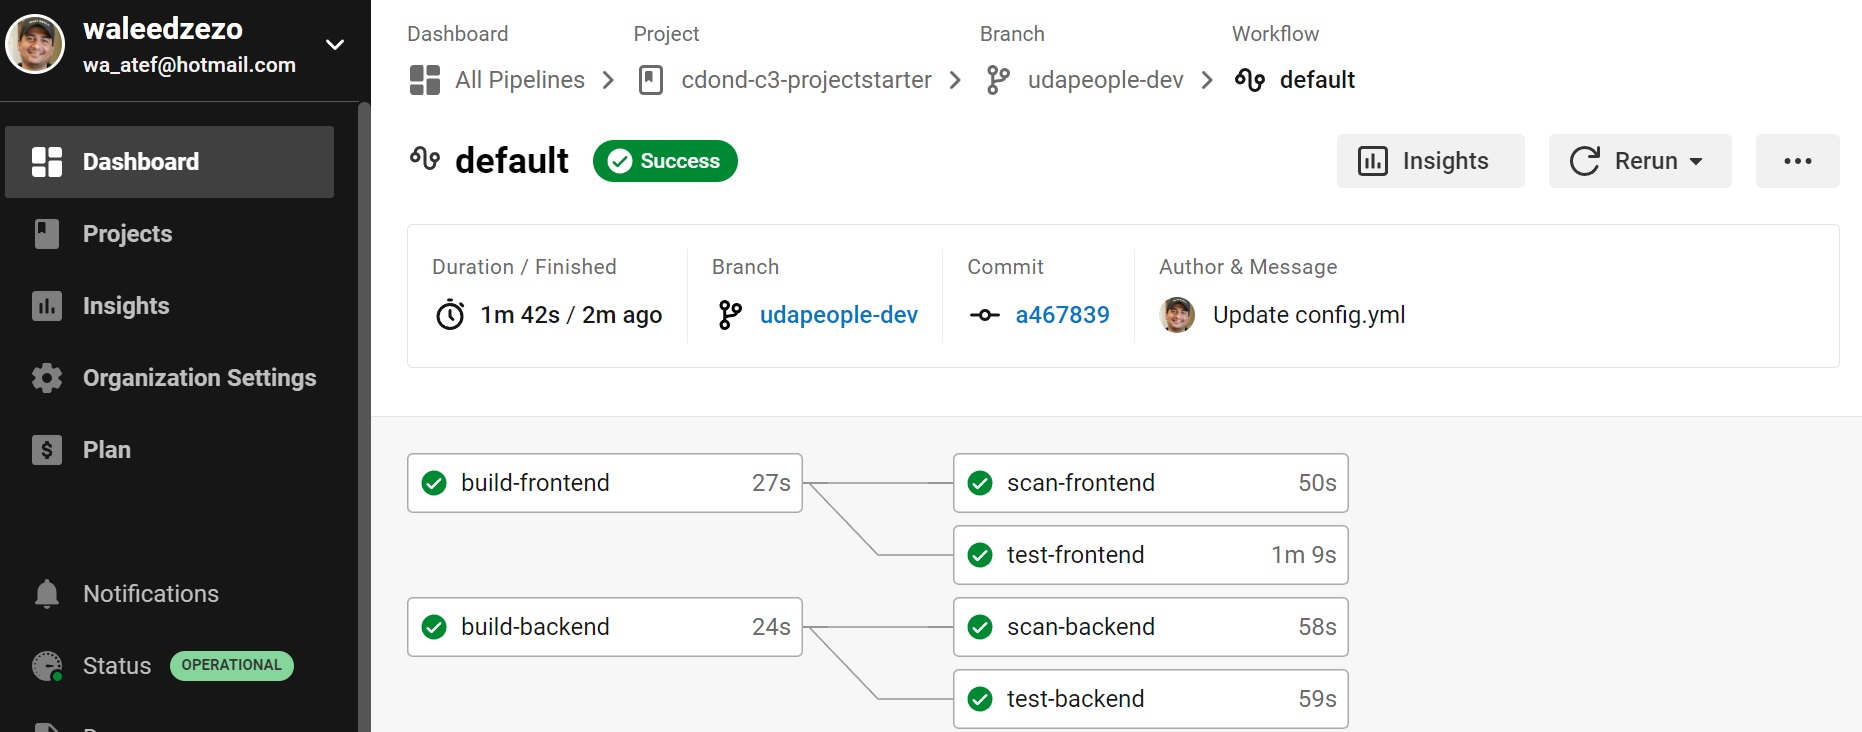 waleedzezo
wa_atef@hotmail.com
Dashboard
Projects
Insights
Organization Settings
Plan
Notifications
Status OPERATIONAL
Dashboard Project Branch Workflow
All Pipelines cdond-c3-projectstarter udapeople-dev default
default Success Insights Rerun
Duration / Finished Branch Commit Author & Message
1m 42s / 2m ago udapeople-dev a467839 Update config.yml
build-frontend 27s scan-frontend 50s
test-frontend 1m 9s
build-backend 24s scan-backend 58s
test-backend 59s